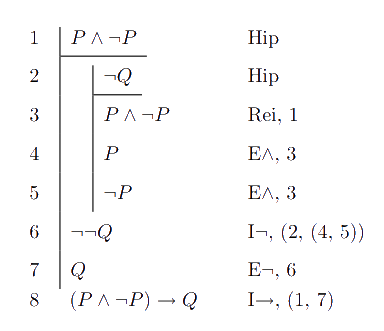 1 P ∧ ¬P Hip
2 ¬Q Hip
3 P ∧ ¬P Rei, 1
4 P E∧, 3
5 ¬P E∧, 3
6 ¬¬Q I¬, (2, (4, 5))
7 Q E¬, 6
8 (P ∧ ¬P) → Q I→, (1, 7)